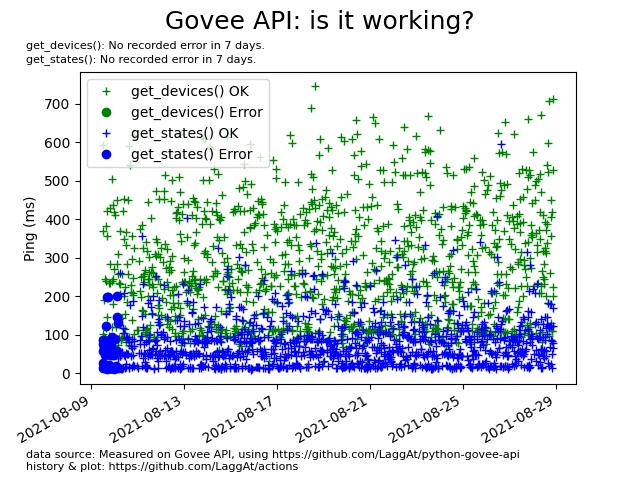 Govee API: is it working?
get_devices(): No recorded error in 7 days.
get_states(): No recorded error in 7 days.
get_devices() OK
get_devices() Error
get_states() OK
get_states() Error
Ping (ms)
700
600
500
400
300
200
100
0
2021-08-09
2021-08-13
2021-08-17
2021-08-21
2021-08-25
2021-08-29
data source: Measured on Govee API, using https://github.com/LaggAt/python-govee-api
history & plot: https://github.com/LaggAt/actions